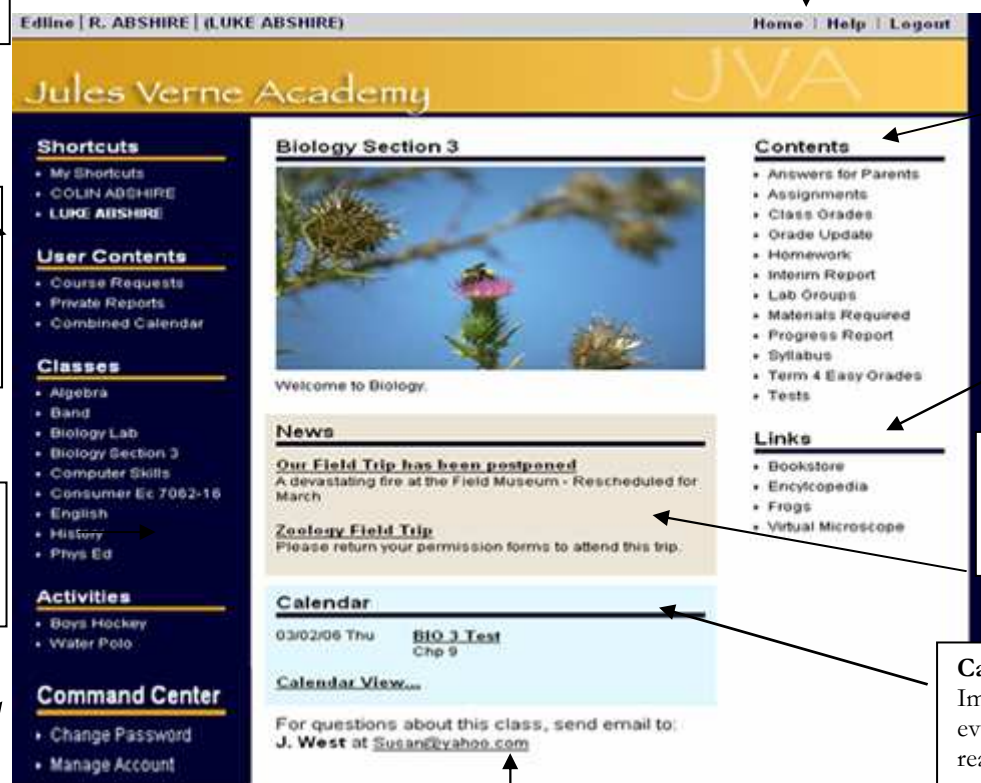 Edline | R. ABSHIRE | (LUKE ABSHIRE)
Home | Help | Logout
Jules Verne Academy
JVA
Shortcuts
• My Shortcuts
• COLIN ABSHIRE
• LUKE ABSHIRE
User Contents
• Course Requests
• Private Reports
• Combined Calendar
Classes
• Algebra
• Band
• Biology Lab
• Biology Section 3
• Computer Skills
• Consumer Ec 7062-16
• English
• History
• Phys Ed
Activities
• Boys Hockey
• Water Polo
Command Center
• Change Password
• Manage Account
Biology Section 3
Welcome to Biology.
News
Our Field Trip has been postponed
A devastating fire at the Field Museum - Rescheduled for
March
Zoology Field Trip
Please return your permission forms to attend this trip.
Calendar
03/02/06 Thu BIO 3 Test
Chp 9
Calendar View...
For questions about this class, send email to:
J. West at Susan@yahoo.com
Contents
• Answers for Parents
• Assignments
• Class Grades
• Grade Update
• Homework
• Interim Report
• Lab Groups
• Materials Required
• Progress Report
• Syllabus
• Term 4 Easy Grades
• Tests
Links
• Bookstore
• Encylcopedia
• Frogs
• Virtual Microscope
Ca
Im
ev
rea